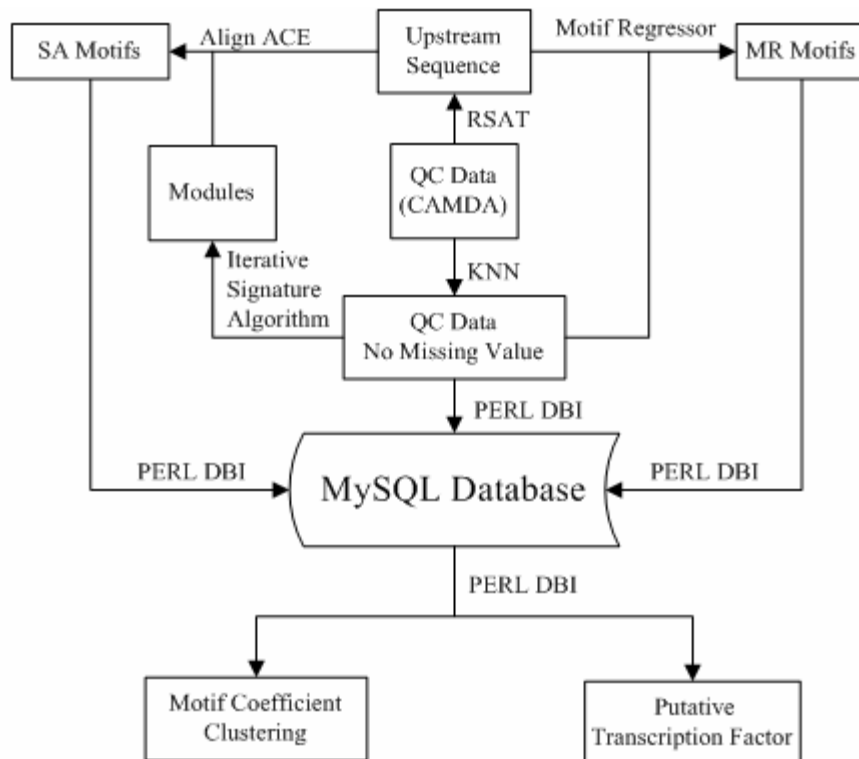 SA Motifs
Align ACE
Upstream
Sequence
Motif Regressor
MR Motifs
RSAT
Modules
QC Data
(CAMDA)
KNN
Iterative
Signature
Algorithm
QC Data
No Missing Value
PERL DBI
PERL DBI
MySQL Database
PERL DBI
PERL DBI
Motif Coefficient
Clustering
Putative
Transcription Factor